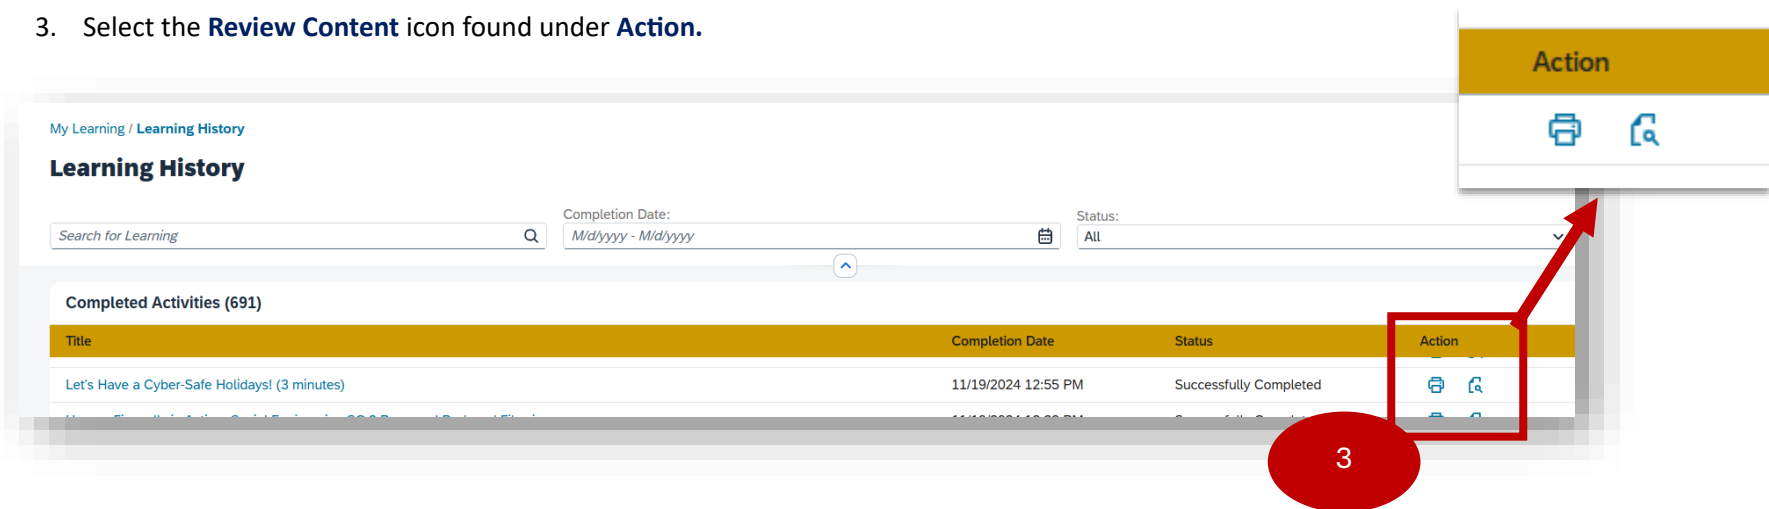 3. Select the Review Content icon found under Action.
Action
My Learning / Learning History
Learning History
Completion Date:
Status:
Search for Learning
M/d/yyyy - M/d/yyyy
All
Completed Activities (691)
Title Completion Date Status Action
Let's Have a Cyber-Safe Holidays! (3 minutes) 11/19/2024 12:55 PM Successfully Completed
3